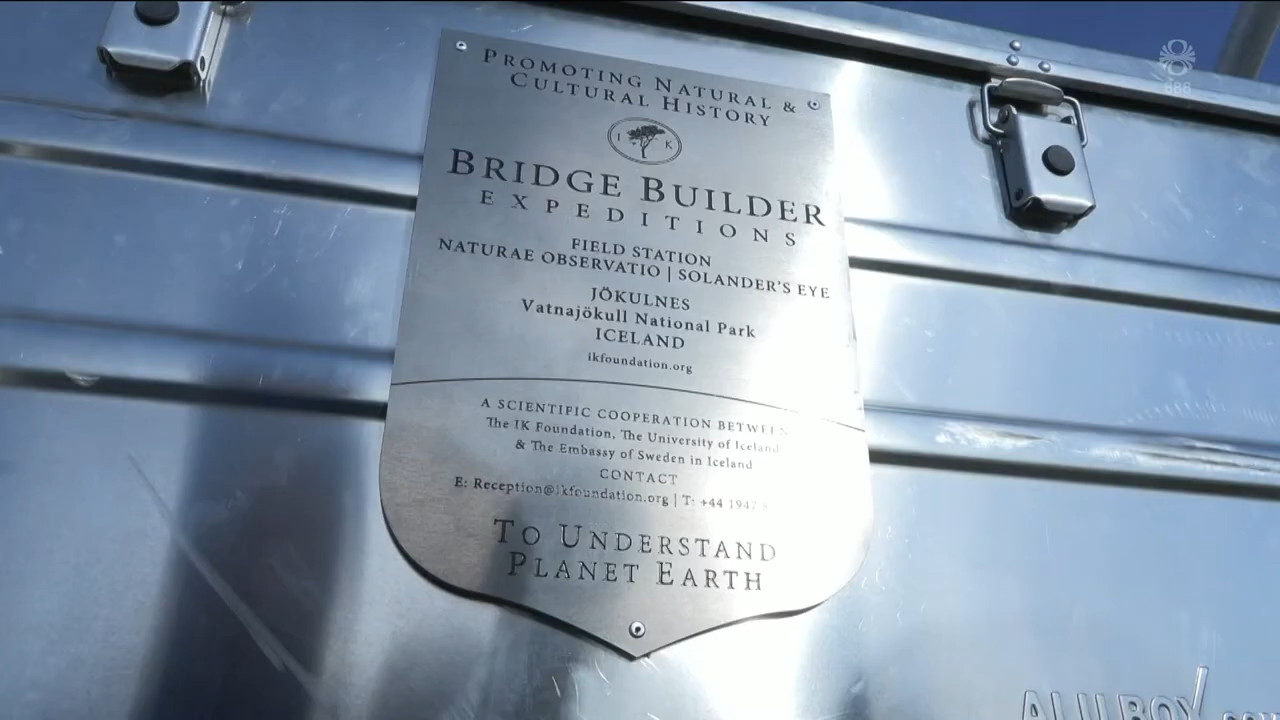 PROMOTING NATURAL &
CULTURAL HISTORY
I K
BRIDGE BUILDER
EXPEDITIONS
FIELD STATION
NATURAE OBSERVATIO | SOLANDER'S EYE
JÖKULNES
Vatnajökull National Park
ICELAND
ikfoundation.org
A SCIENTIFIC COOPERATION BETWEEN
The IK Foundation, The University of Iceland
& The Embassy of Sweden in Iceland
CONTACT
E: Reception@ikfoundation.org | T: +44 1947
TO UNDERSTAND
PLANET EARTH
888
ALUBOX